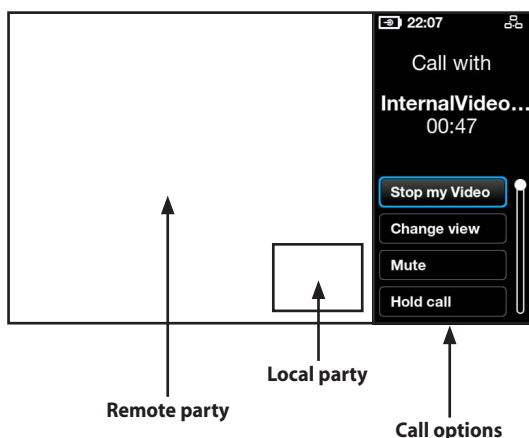 22:07
Call with
InternalVideo...
00:47
Stop my Video
Change view
Mute
Hold call
Local party
Remote party
Call options